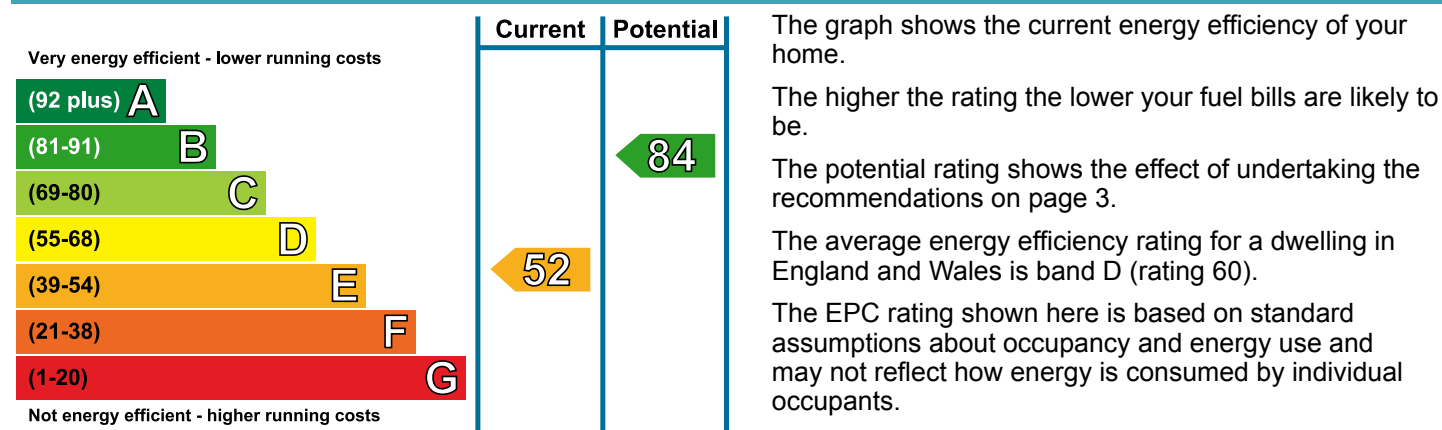 Current Potential
Very energy efficient - lower running costs
(92 plus) A
(81-91) B
84
(69-80) C
(55-68) D
52
(39-54) E
(21-38) F
(1-20) G
Not energy efficient - higher running costs
The graph shows the current energy efficiency of your
home.
The higher the rating the lower your fuel bills are likely to
be.
The potential rating shows the effect of undertaking the
recommendations on page 3.
The average energy efficiency rating for a dwelling in
England and Wales is band D (rating 60).
The EPC rating shown here is based on standard
assumptions about occupancy and energy use and
may not reflect how energy is consumed by individual
occupants.